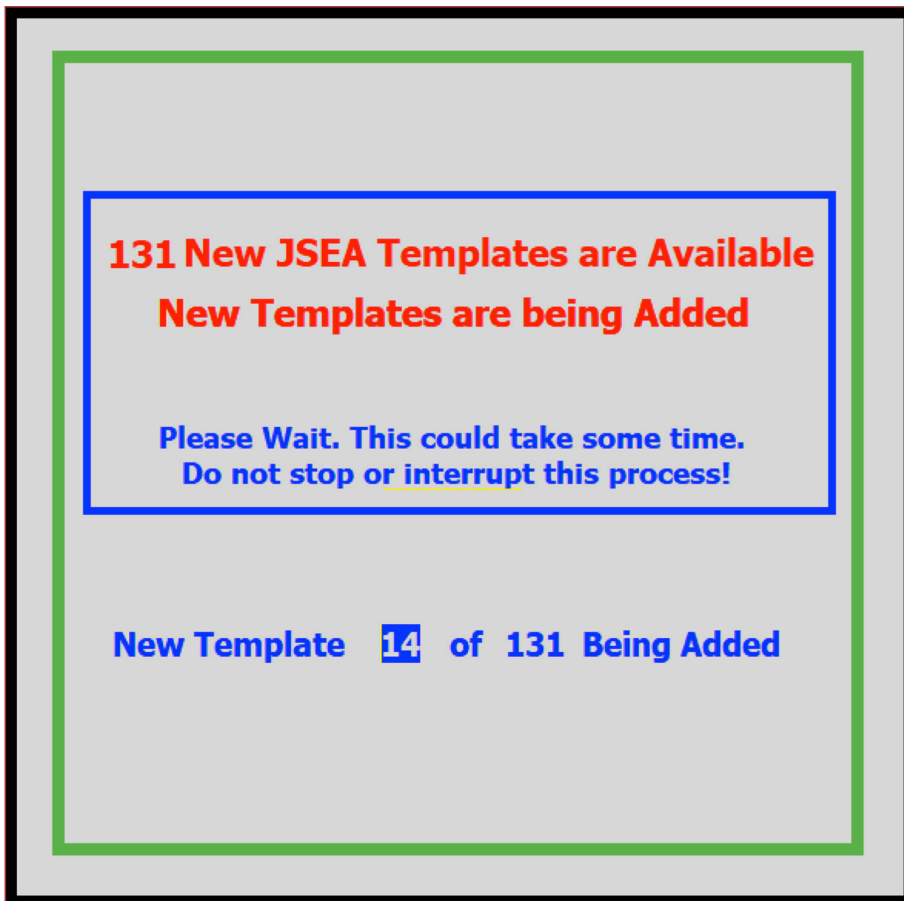 131 New JSEA Templates are Available
New Templates are being Added
Please Wait. This could take some time.
Do not stop or interrupt this process!
New Template 14 of 131 Being Added